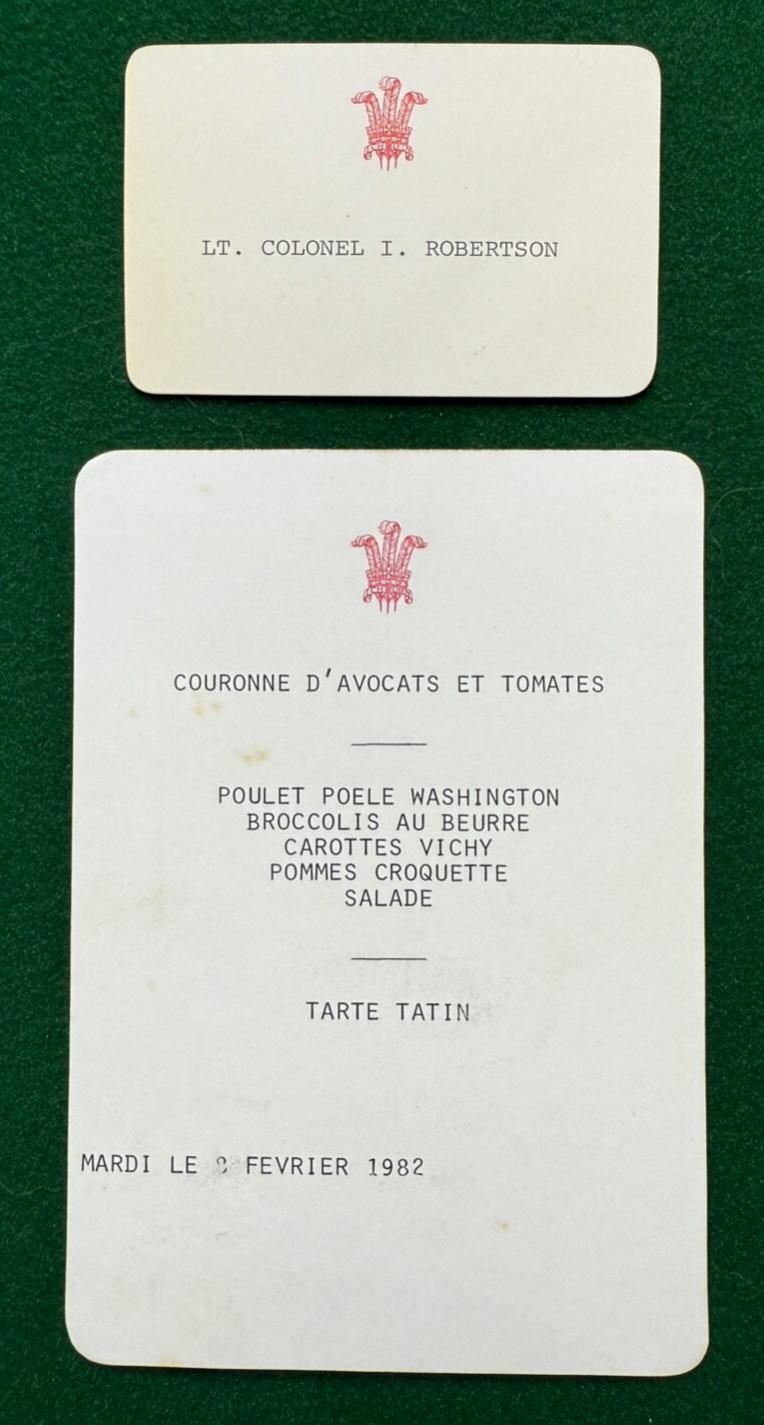 LT. COLONEL I. ROBERTSON
COURONNE D'AVOCATS ET TOMATES
POULET POELE WASHINGTON
BROCCOLIS AU BEURRE
CAROTTES VICHY
POMMES CROQUETTE
SALADE
TARTE TATIN
MARDI LE FEVRIER 1982